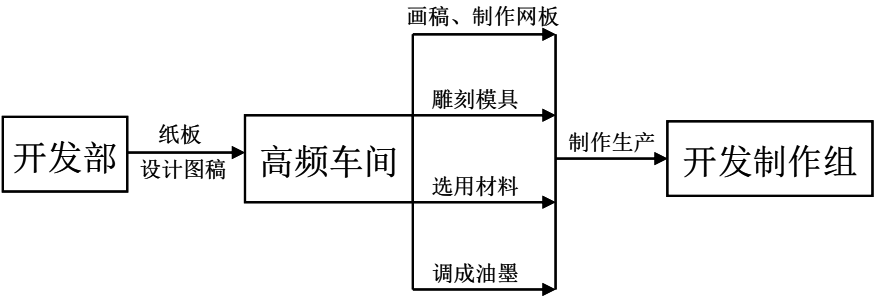 画稿、制作网板
雕刻模具
开发部
纸板
设计图稿
高频车间
制作生产
开发制作组
选用材料
调成油墨